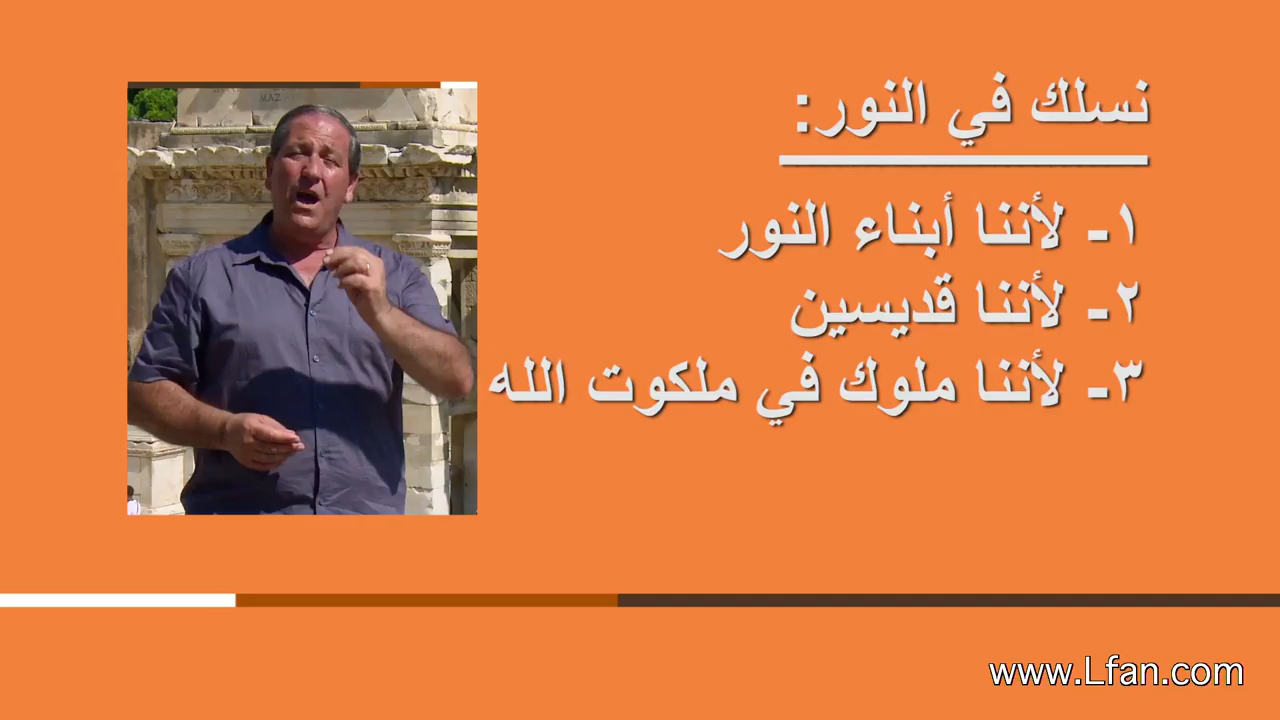 نسلك في النور:
١- لأننا أبناء النور
٢- لأننا قديسين
٣- لأننا ملوك في ملكوت الله
MAZ
www.Lfan.com